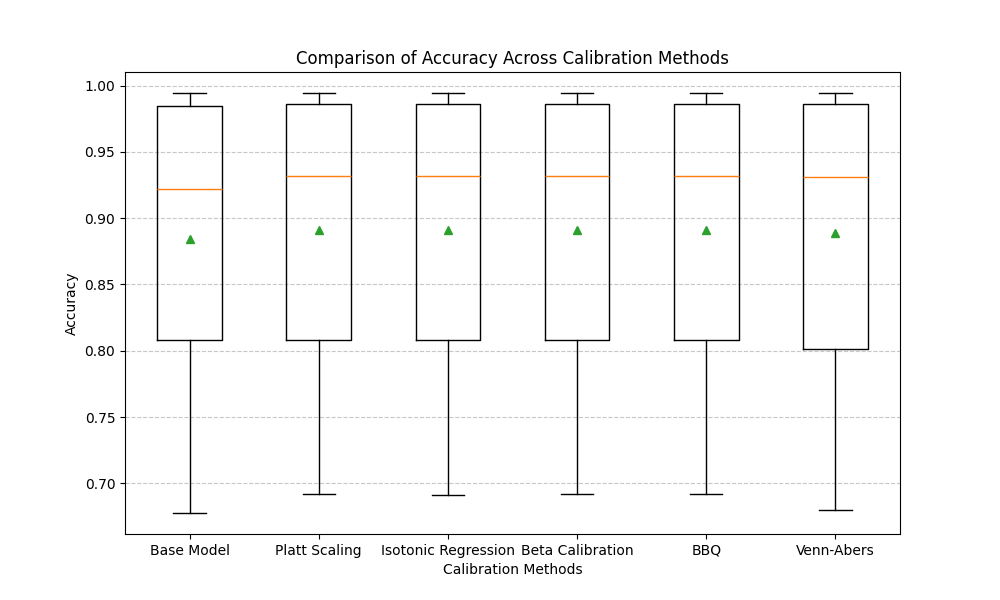 Comparison of Accuracy Across Calibration Methods
1.00
0.95
0.90
0.85
0.80
0.75
0.70
Accuracy
Base Model
Platt Scaling
Isotonic Regression
Beta Calibration
BBQ
Venn-Abers
Calibration Methods